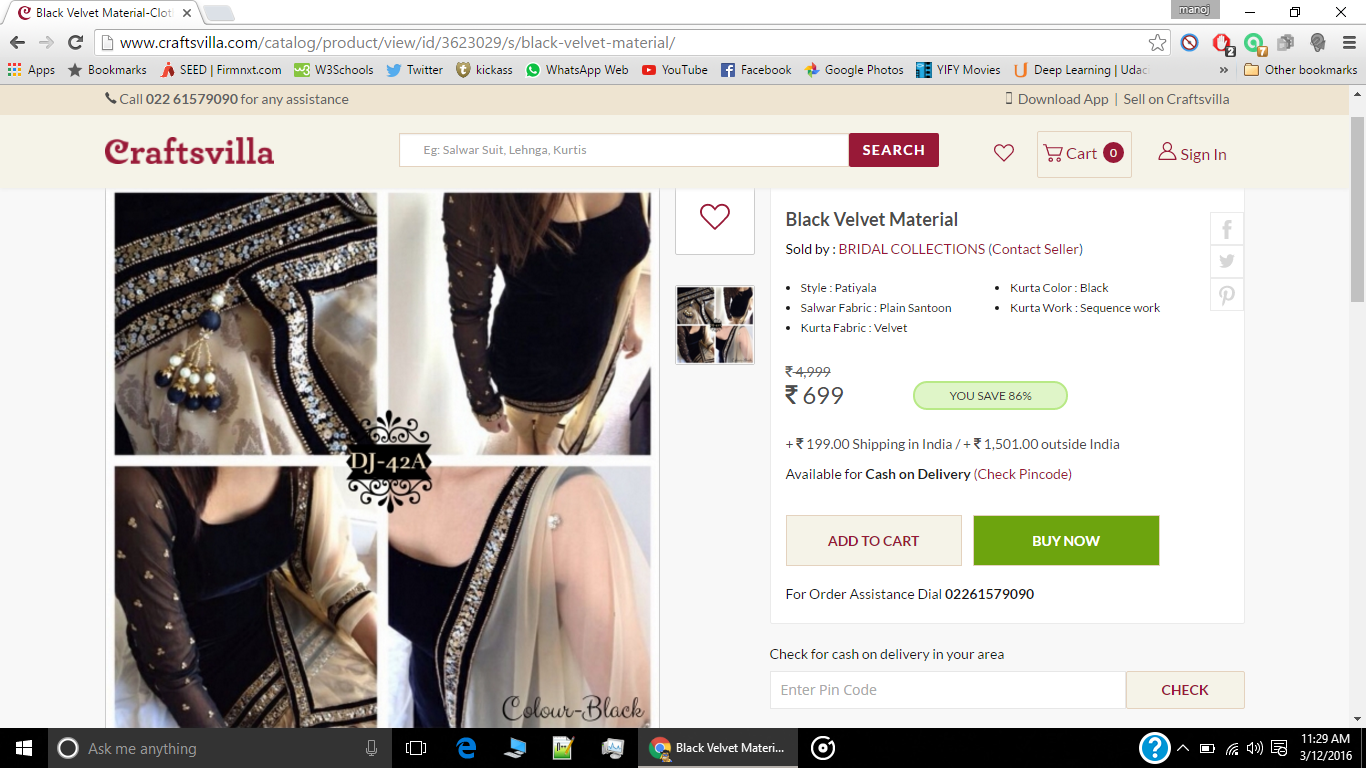 Black Velvet Material-Clot
manoj
www.craftsvilla.com/catalog/product/view/id/3623029/s/black-velvet-material/
2
7
Apps Bookmarks SEED | Firmnxt.com W3Schools Twitter kickass WhatsApp Web YouTube Facebook Google Photos YIFY Movies Deep Learning | Udac » Other bookmarks
Call 022 61579090 for any assistance
Download App | Sell on Craftsvilla
Craftsvilla
Eg: Salwar Suit, Lehnga, Kurtis
SEARCH
Cart 0
Sign In
DJ-42A
Colour-Black
Black Velvet Material
Sold by : BRIDAL COLLECTIONS (Contact Seller)
• Style : Patiyala
• Kurta Color : Black
• Salwar Fabric : Plain Santoon
• Kurta Work : Sequence work
• Kurta Fabric : Velvet
₹ 4,999
₹ 699
YOU SAVE 86%
+ ₹ 199.00 Shipping in India / + ₹ 1,501.00 outside India
Available for Cash on Delivery (Check Pincode)
ADD TO CART
BUY NOW
For Order Assistance Dial 02261579090
Check for cash on delivery in your area
Enter Pin Code
CHECK
Ask me anything
Black Velvet Materi...
11:29 AM
3/12/2016